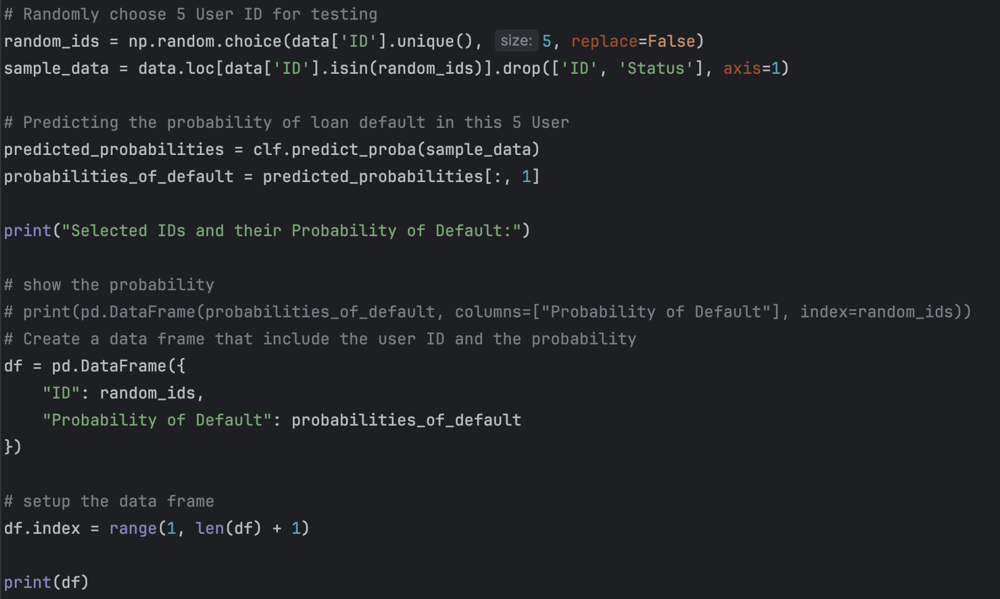 # Randomly choose 5 User ID for testing
random_ids = np.random.choice(data['ID'].unique(), size: 5, replace=False)
sample_data = data.loc[data['ID'].isin(random_ids)].drop(['ID', 'Status'], axis=1)
# Predicting the probability of loan default in this 5 User
predicted_probabilities = clf.predict_proba(sample_data)
probabilities_of_default = predicted_probabilities[:, 1]
print("Selected IDs and their Probability of Default:")
# show the probability
# print(pd.DataFrame(probabilities_of_default, columns=["Probability of Default"], index=random_ids))
# Create a data frame that include the user ID and the probability
df = pd.DataFrame({
    "ID": random_ids,
    "Probability of Default": probabilities_of_default
})
# setup the data frame
df.index = range(1, len(df) + 1)
print(df)